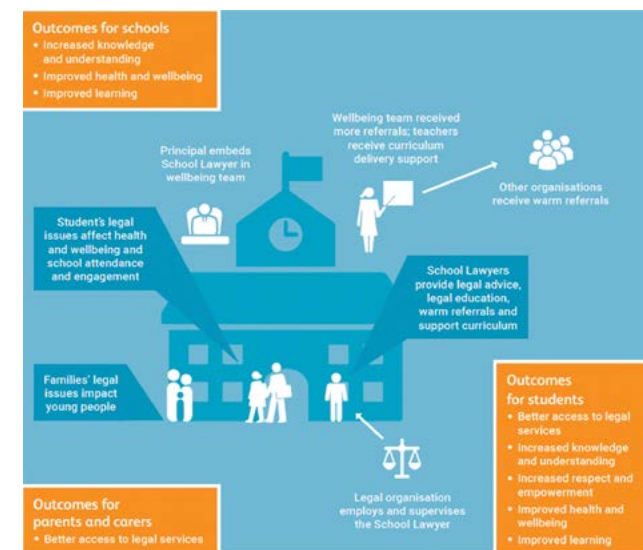 Outcomes for schools
• Increased knowledge
and understanding
• Improved health and wellbeing
• Improved learning
Principal embeds
School Lawyer in
wellbeing team
Wellbeing team received
more referrals; teachers
receive curriculum
delivery support
Other organisations
receive warm referrals
Student's legal
issues affect health
and wellbeing and
school attendance
and engagement
School Lawyers
provide legal advice,
legal education,
warm referrals and
support curriculum
Families' legal
issues impact
young people
Legal organisation
employs and supervises
the School Lawyer
Outcomes for
parents and carers
• Better access to legal services
Outcomes
for students
• Better access to legal
services
• Increased knowledge
and understanding
• Increased respect and
empowerment
• Improved health and
wellbeing
• Improved learning